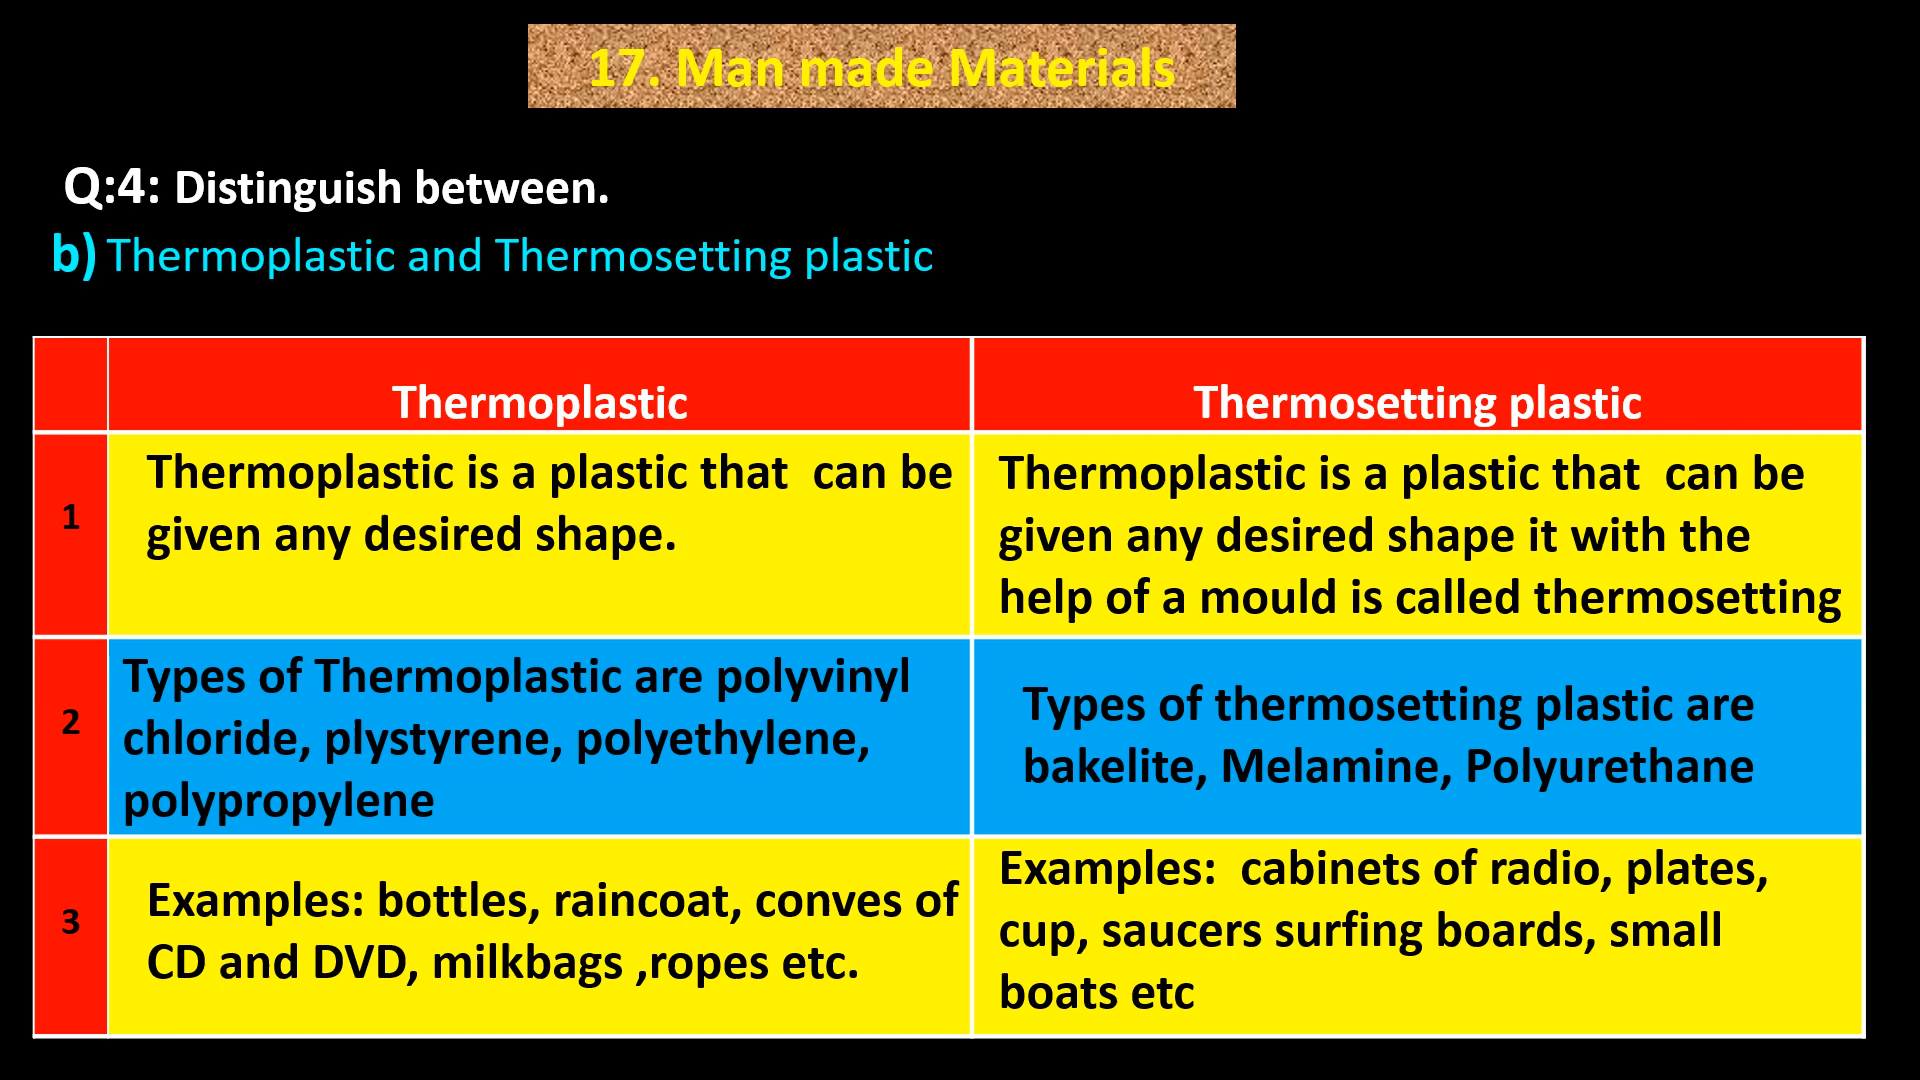 17. Man made Materials
Q:4: Distinguish between.
b) Thermoplastic and Thermosetting plastic
Thermoplastic
Thermosetting plastic
1
Thermoplastic is a plastic that can be
given any desired shape.
Thermoplastic is a plastic that can be
given any desired shape it with the
help of a mould is called thermosetting
2
Types of Thermoplastic are polyvinyl
chloride, plystyrene, polyethylene,
polypropylene
Types of thermosetting plastic are
bakelite, Melamine, Polyurethane
3
Examples: bottles, raincoat, conves of
CD and DVD, milkbags ,ropes etc.
Examples: cabinets of radio, plates,
cup, saucers surfing boards, small
boats etc